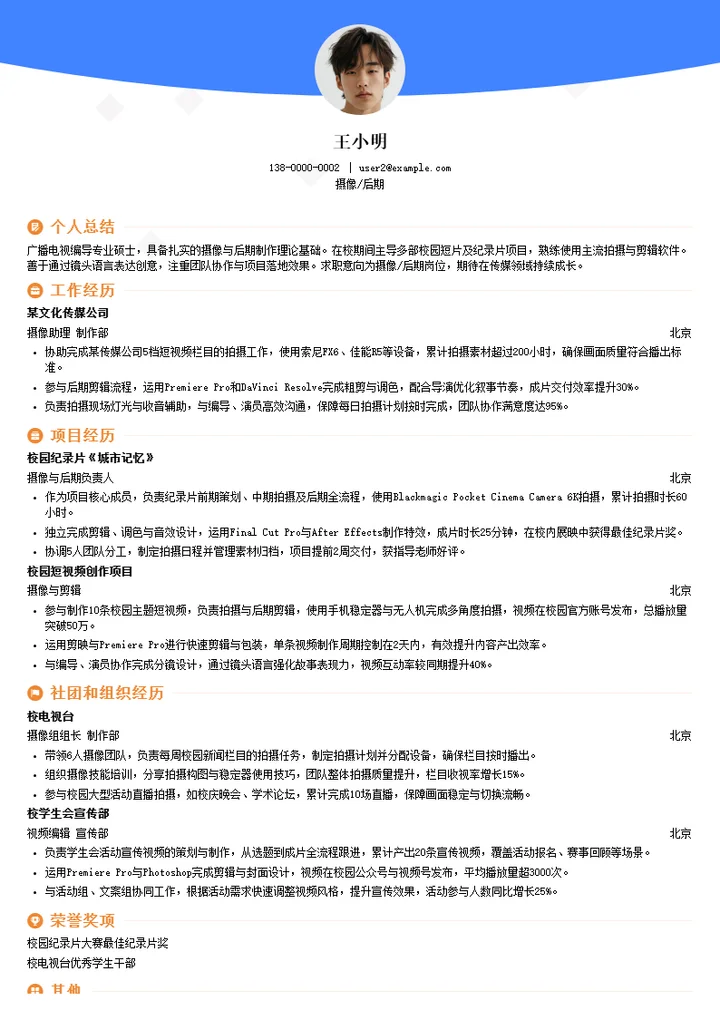 王小明
138-0000-0002 | user2@example.com
摄像/后期
个人总结
广播电视编导专业硕士，具备扎实的摄像与后期制作理论基础。在校期间主导多部校园短片及纪录片项目，熟练使用主流拍摄与剪辑软件。
善于通过镜头语言表达创意，注重团队协作与项目落地效果。求职意向为摄像/后期岗位，期待在传媒领域持续成长。
工作经历
某文化传媒公司
摄像助理 制作部 北京
• 协助完成某传媒公司5档短视频栏目的拍摄工作，使用索尼FX6、佳能R5等设备，累计拍摄素材超过200小时，确保画面质量符合播出标
准。
• 参与后期剪辑流程，运用Premiere Pro和DaVinci Resolve完成粗剪与调色，配合导演优化叙事节奏，成片交付效率提升30%。
• 负责拍摄现场灯光与收音辅助，与编导、演员高效沟通，保障每日拍摄计划按时完成，团队协作满意度达95%。
项目经历
校园纪录片《城市记忆》
摄像与后期负责人 北京
• 作为项目核心成员，负责纪录片前期策划、中期拍摄及后期全流程，使用Blackmagic Pocket Cinema Camera 6K拍摄，累计拍摄时长60
小时。
• 独立完成剪辑、调色与音效设计，运用Final Cut Pro与After Effects制作特效，成片时长25分钟，在校内展映中获得最佳纪录片奖。
• 协调5人团队分工，制定拍摄日程并管理素材归档，项目提前2周交付，获指导老师好评。
校园短视频创作项目
摄像与剪辑 北京
• 参与制作10条校园主题短视频，负责拍摄与后期剪辑，使用手机稳定器与无人机完成多角度拍摄，视频在校园官方账号发布，总播放量
突破50万。
• 运用剪映与Premiere Pro进行快速剪辑与包装，单条视频制作周期控制在2天内，有效提升内容产出效率。
• 与编导、演员协作完成分镜设计，通过镜头语言强化故事表现力，视频互动率较同期提升40%。
社团和组织经历
校电视台
摄像组组长 制作部 北京
• 带领6人摄像团队，负责每周校园新闻栏目的拍摄任务，制定拍摄计划并分配设备，确保栏目按时播出。
• 组织摄像技能培训，分享拍摄构图与稳定器使用技巧，团队整体拍摄质量提升，栏目收视率增长15%。
• 参与校园大型活动直播拍摄，如校庆晚会、学术论坛，累计完成10场直播，保障画面稳定与切换流畅。
校学生会宣传部
视频编辑 宣传部 北京
• 负责学生会活动宣传视频的策划与制作，从选题到成片全流程跟进，累计产出20条宣传视频，覆盖活动报名、赛事回顾等场景。
• 运用Premiere Pro与Photoshop完成剪辑与封面设计，视频在校园公众号与视频号发布，平均播放量超3000次。
• 与活动组、文案组协同工作，根据活动需求快速调整视频风格，提升宣传效果，活动参与人数同比增长25%。
荣誉奖项
校园纪录片大赛最佳纪录片奖
校电视台优秀学生干部
其他